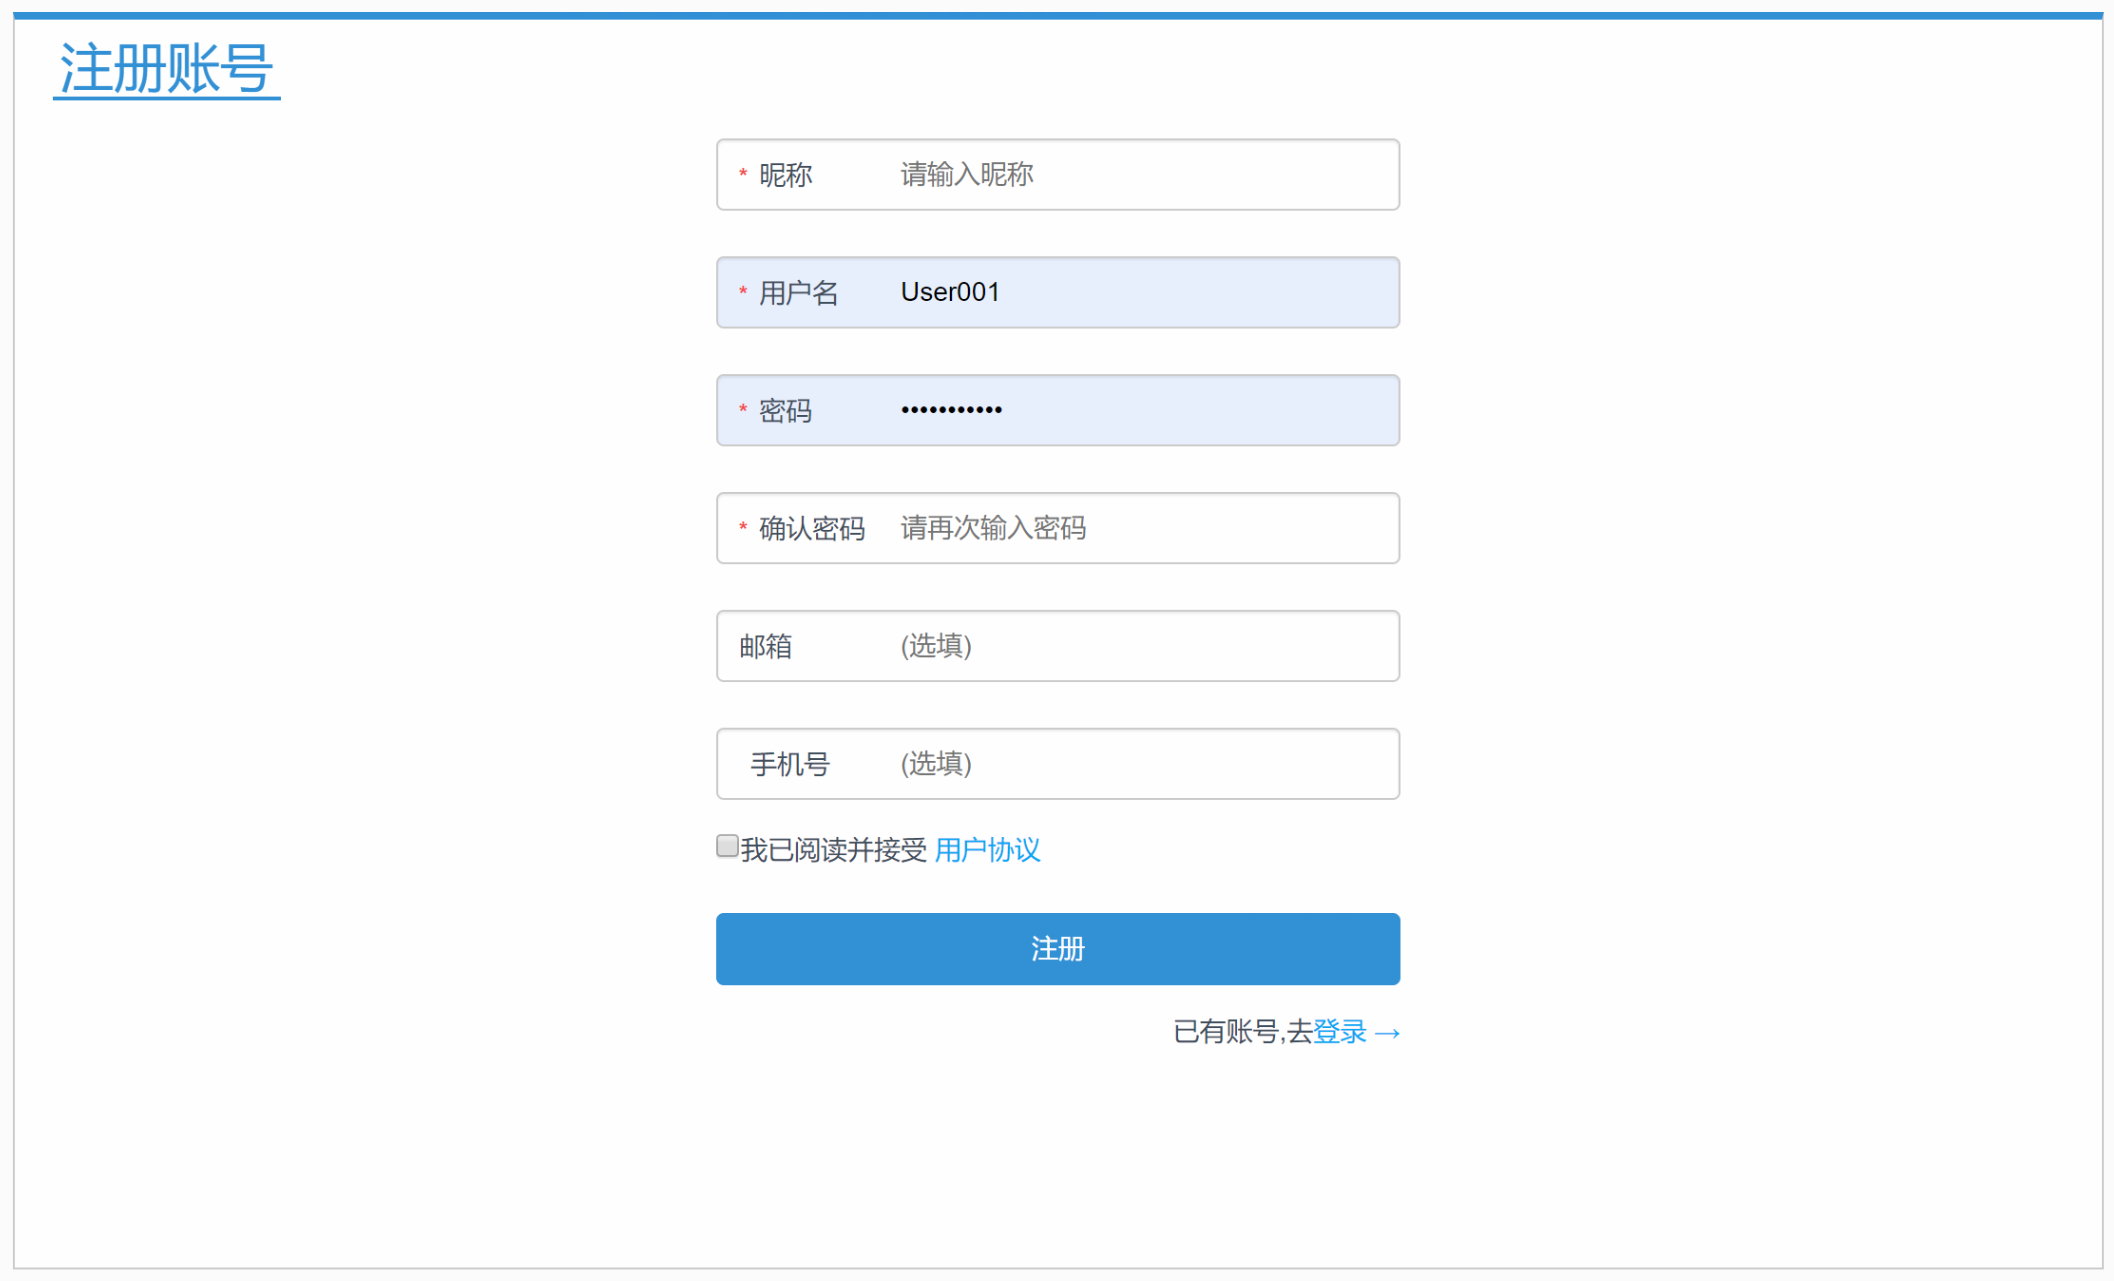 注册账号
* 昵称 请输入昵称
* 用户名 User001
* 密码 •••••••••••
* 确认密码 请再次输入密码
邮箱 (选填)
手机号 (选填)
我已阅读并接受 用户协议
注册
已有账号,去登录 →